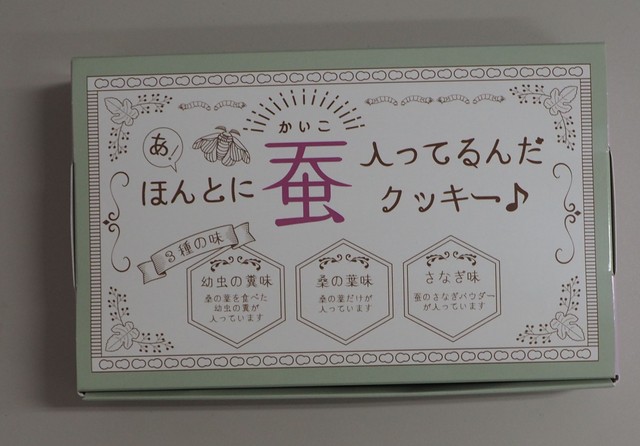 あ!
ほんとに
かいこ
蚕
入ってるんだ
クッキー♪
3種の味
幼虫の糞味
桑の葉を食べた
幼虫の糞が
入っています
桑の葉味
桑の葉だけが
入っています
さなぎ味
蚕のさなぎパウダー
が入っています